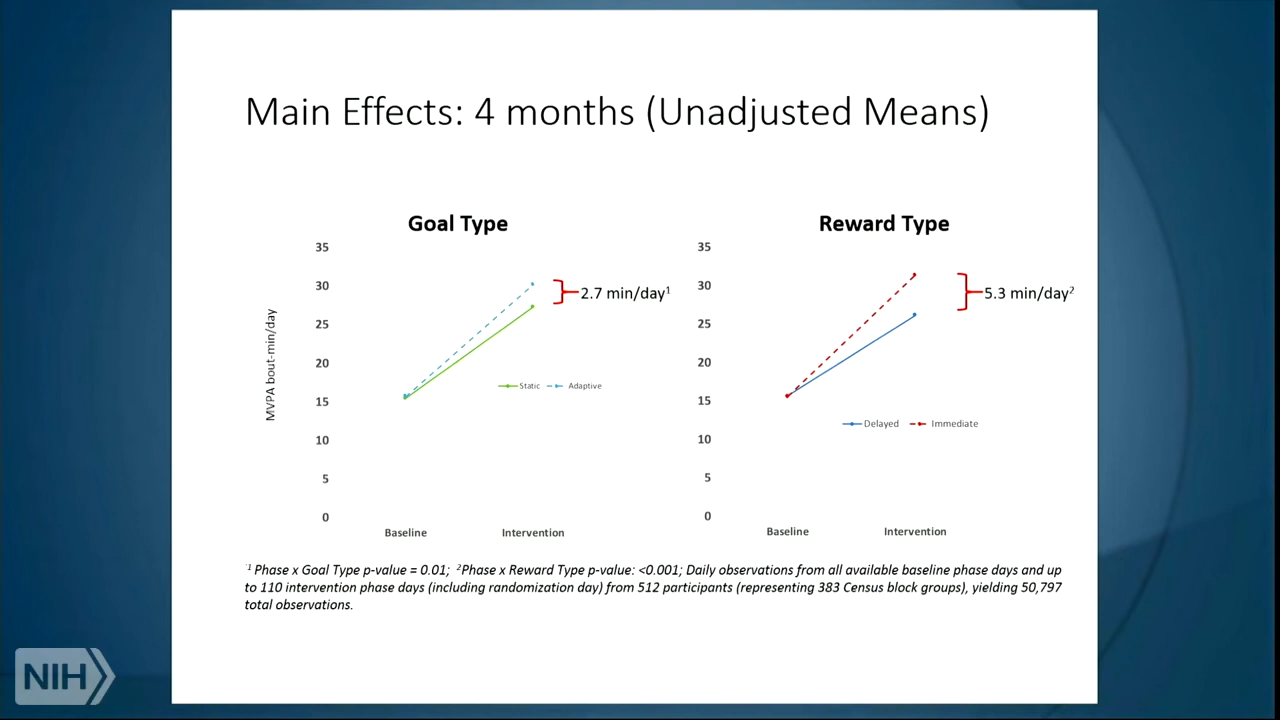 Main Effects: 4 months (Unadjusted Means)
Goal Type
35
30
25
20
15
10
5
0
MVPA bout-min/day
2.7 min/day¹
Static Adaptive
Baseline Intervention
Reward Type
35
30
25
20
15
10
5
0
5.3 min/day²
Delayed Immediate
Baseline Intervention
¹ Phase x Goal Type p-value = 0.01; ²Phase x Reward Type p-value: <0.001; Daily observations from all available baseline phase days and up
to 110 intervention phase days (including randomization day) from 512 participants (representing 383 Census block groups), yielding 50,797
total observations.
NIH